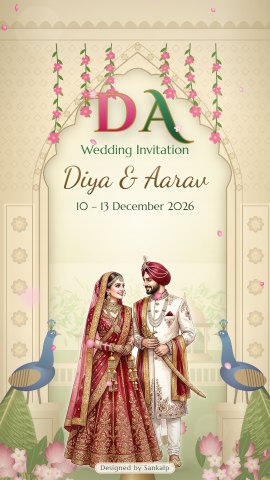 DA
Wedding Invitation
Diya & Aarav
10 – 13 December 2026
Designed by Sankalp